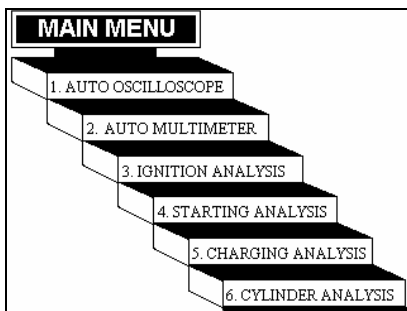 MAIN MENU
1. AUTO OSCILLOSCOPE
2. AUTO MULTIMETER
3. IGNITION ANALYSIS
4. STARTING ANALYSIS
5. CHARGING ANALYSIS
6. CYLINDER ANALYSIS